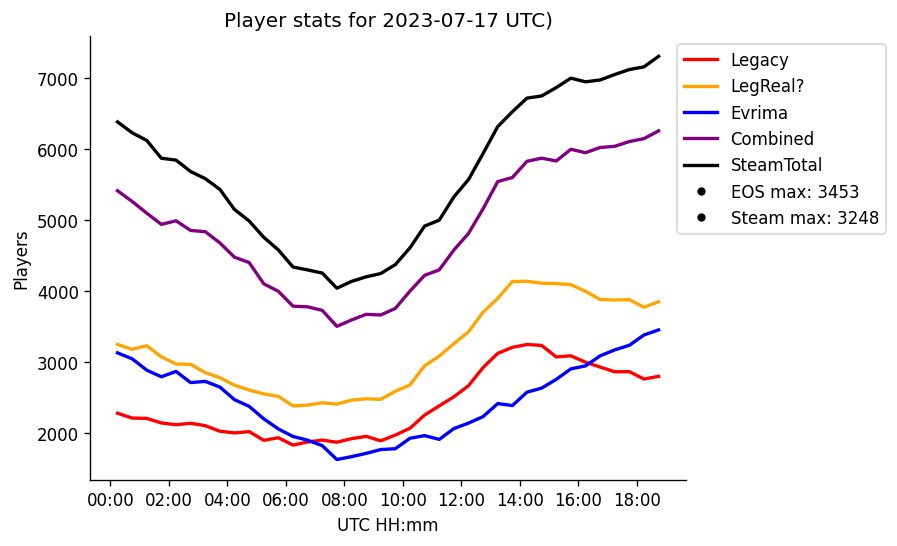 Player stats for 2023-07-17 UTC)
Legacy
LegReal?
Evrima
Combined
SteamTotal
EOS max: 3453
Steam max: 3248
Players
7000
6000
5000
4000
3000
2000
00:00 02:00 04:00 06:00 08:00 10:00 12:00 14:00 16:00 18:00
UTC HH:mm